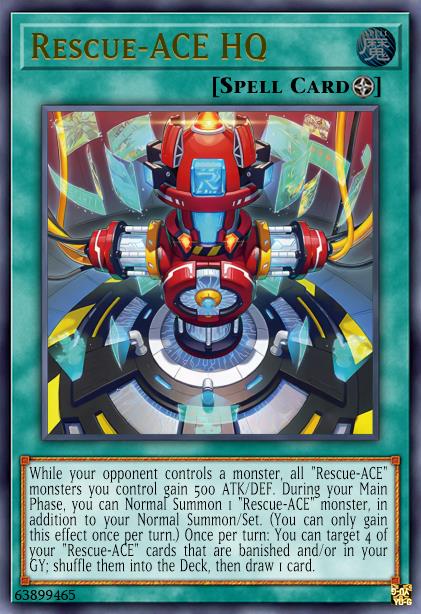 Rescue-ACE HQ
魔
[Spell Card]
While your opponent controls a monster, all "Rescue-ACE"
monsters you control gain 500 ATK/DEF. During your Main
Phase, you can Normal Summon 1 "Rescue-ACE" monster, in
addition to your Normal Summon/Set. (You can only gain
this effect once per turn.) Once per turn: You can target 4
of your "Rescue-ACE" cards that are banished and/or in your
GY; shuffle them into the Deck, then draw 1 card.
63899465